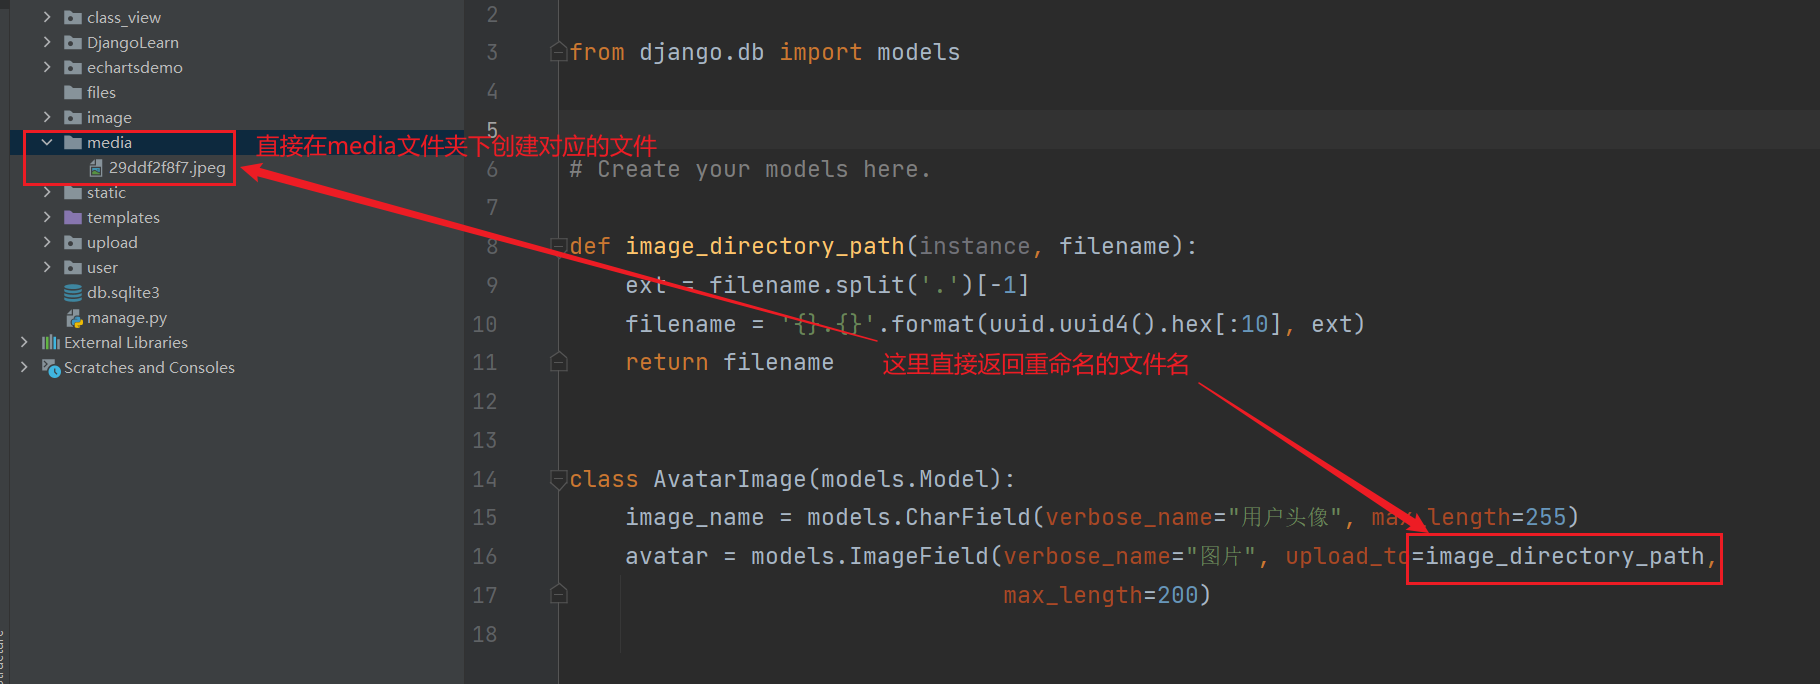 class_view
DjangoLearn
echartsdemo
files
image
media
29ddf2f8f7.jpeg
static
templates
upload
user
db.sqlite3
manage.py
External Libraries
Scratches and Consoles
直接在media文件夹下创建对应的文件
2
3 from django.db import models
4
5
6 # Create your models here.
7
8 def image_directory_path(instance, filename):
9 ext = filename.split('.')[-1]
10 filename = '{}.{}'.format(uuid.uuid4().hex[:10], ext)
11 return filename
这里直接返回重命名的文件名
12
13
14 class AvatarImage(models.Model):
15 image_name = models.CharField(verbose_name="用户头像", max_length=255)
16 avatar = models.ImageField(verbose_name="图片", upload_to=image_directory_path,
17 max_length=200)
18